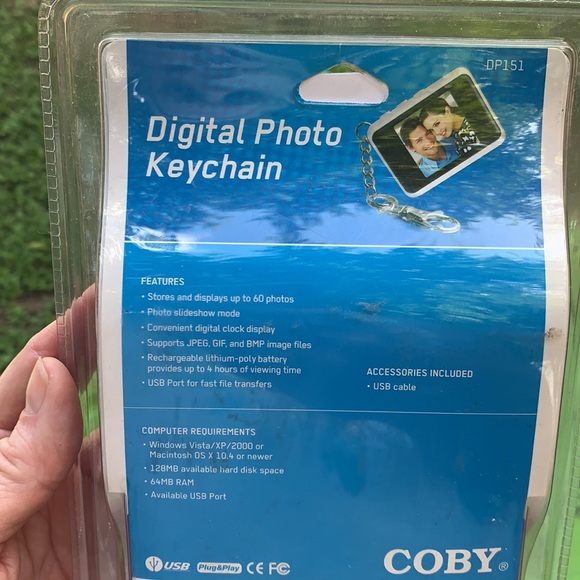 DP151
Digital Photo
Keychain
FEATURES
• Stores and displays up to 60 photos
• Photo slideshow mode
• Convenient digital clock display
• Supports JPEG, GIF, and BMP image files
• Rechargeable lithium-poly battery
provides up to 4 hours of viewing time
• USB Port for fast file transfers
ACCESSORIES INCLUDED
• USB cable
COMPUTER REQUIREMENTS
• Windows Vista/XP/2000 or
Macintosh OS X 10.4 or newer
• 128MB available hard disk space
• 64MB RAM
• Available USB Port
USB Plug&Play CE FC
COBY®